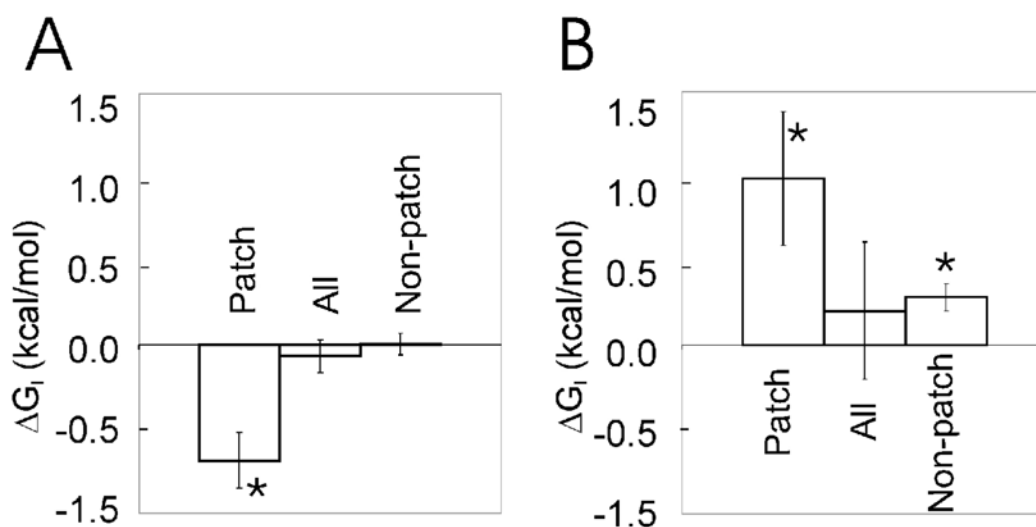 A
1.5
1.0
0.5
0.0
-0.5
-1.5
ΔG_I (kcal/mol)
Patch
All
Non-patch
*
B
1.5
1.0
0.5
0.0
-0.5
-1.5
ΔG_I (kcal/mol)
*
*
Patch
All
Non-patch